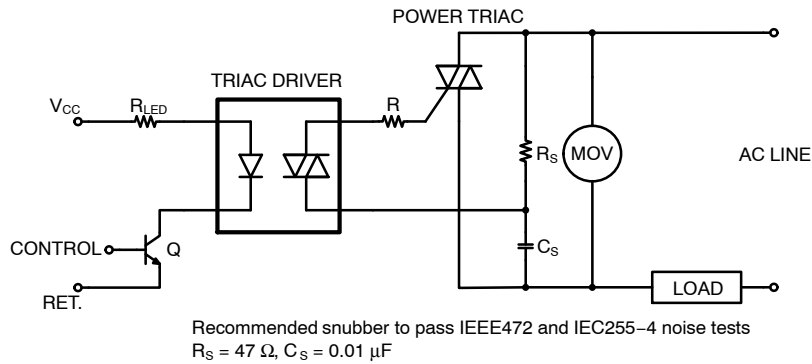 POWER TRIAC
TRIAC DRIVER
VCC
RLED
R
RS
MOV
AC LINE
CONTROL
Q
CS
RET.
LOAD
Recommended snubber to pass IEEE472 and IEC255−4 noise tests
RS = 47 Ω, CS = 0.01 μF